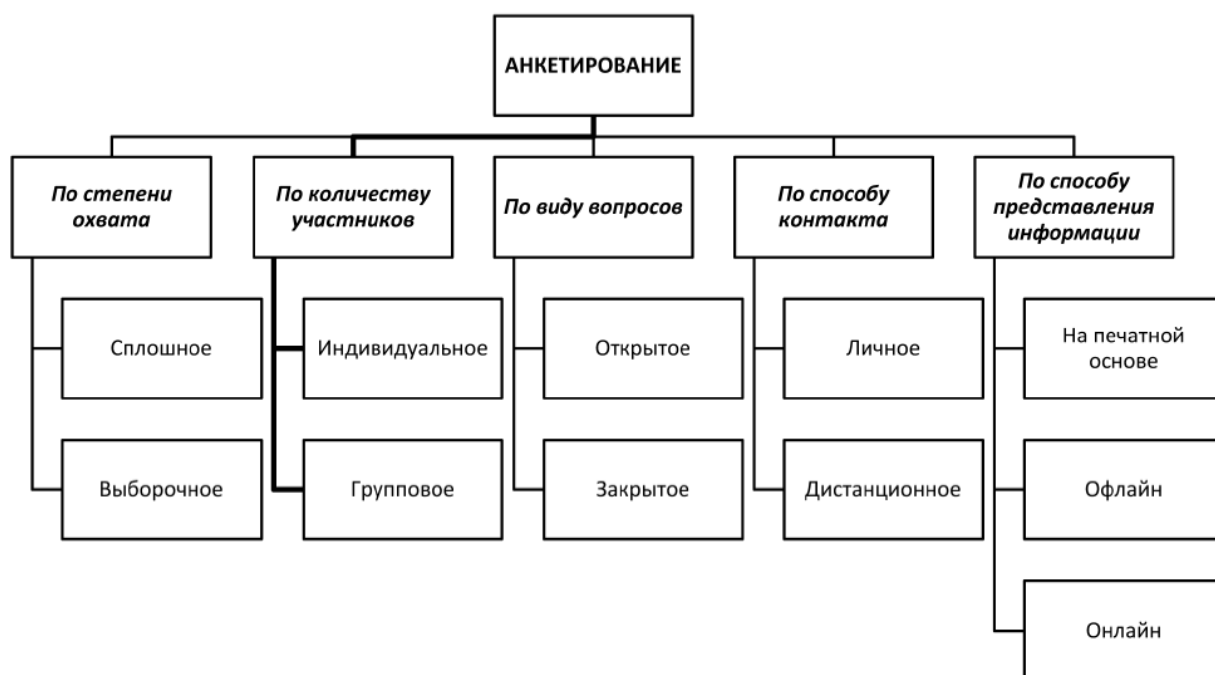 АНКЕТИРОВАНИЕ
По степени
охвата
По количеству
участников
По виду вопросов
По способу
контакта
По способу
представления
информации
Сплошное
Индивидуальное
Открытое
Личное
На печатной
основе
Выборочное
Групповое
Закрытое
Дистанционное
Офлайн
Онлайн